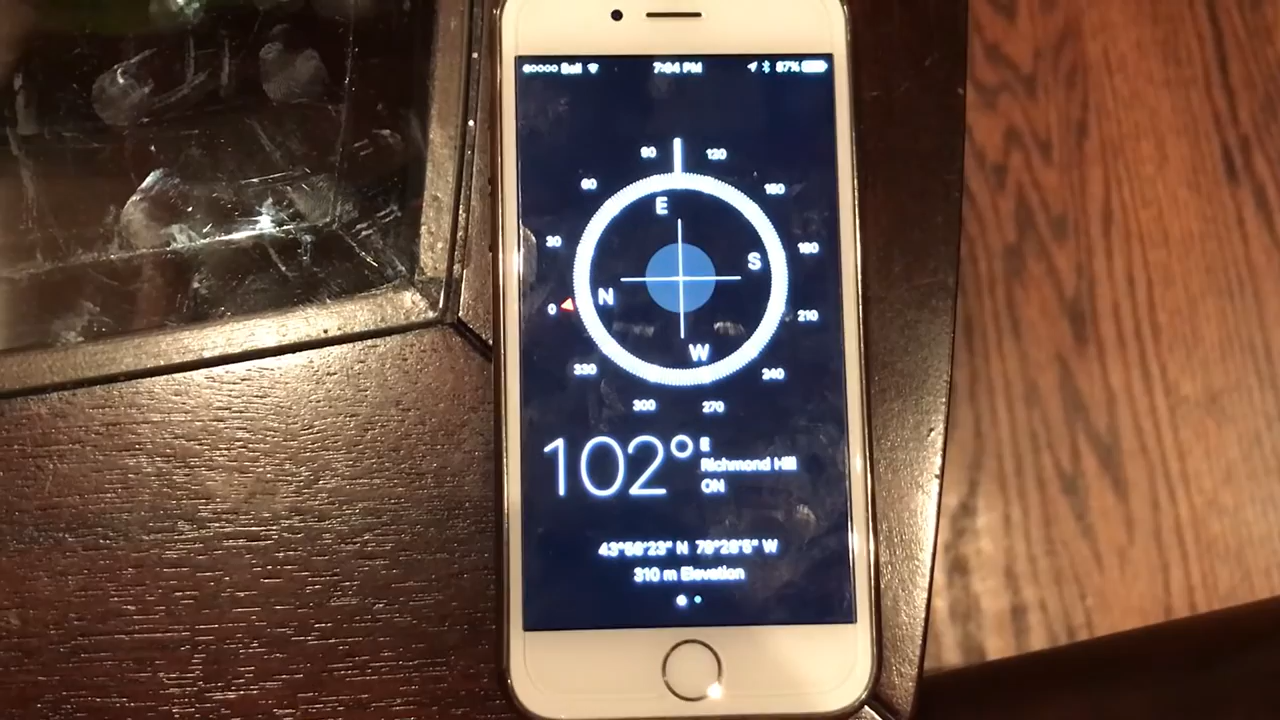 Bell 7:04 PM 87%
90 120
60 150
E
30 180
S
N
0 210
W
330 240
300 270
102° E
Richmond Hill
ON
310 m Elevation